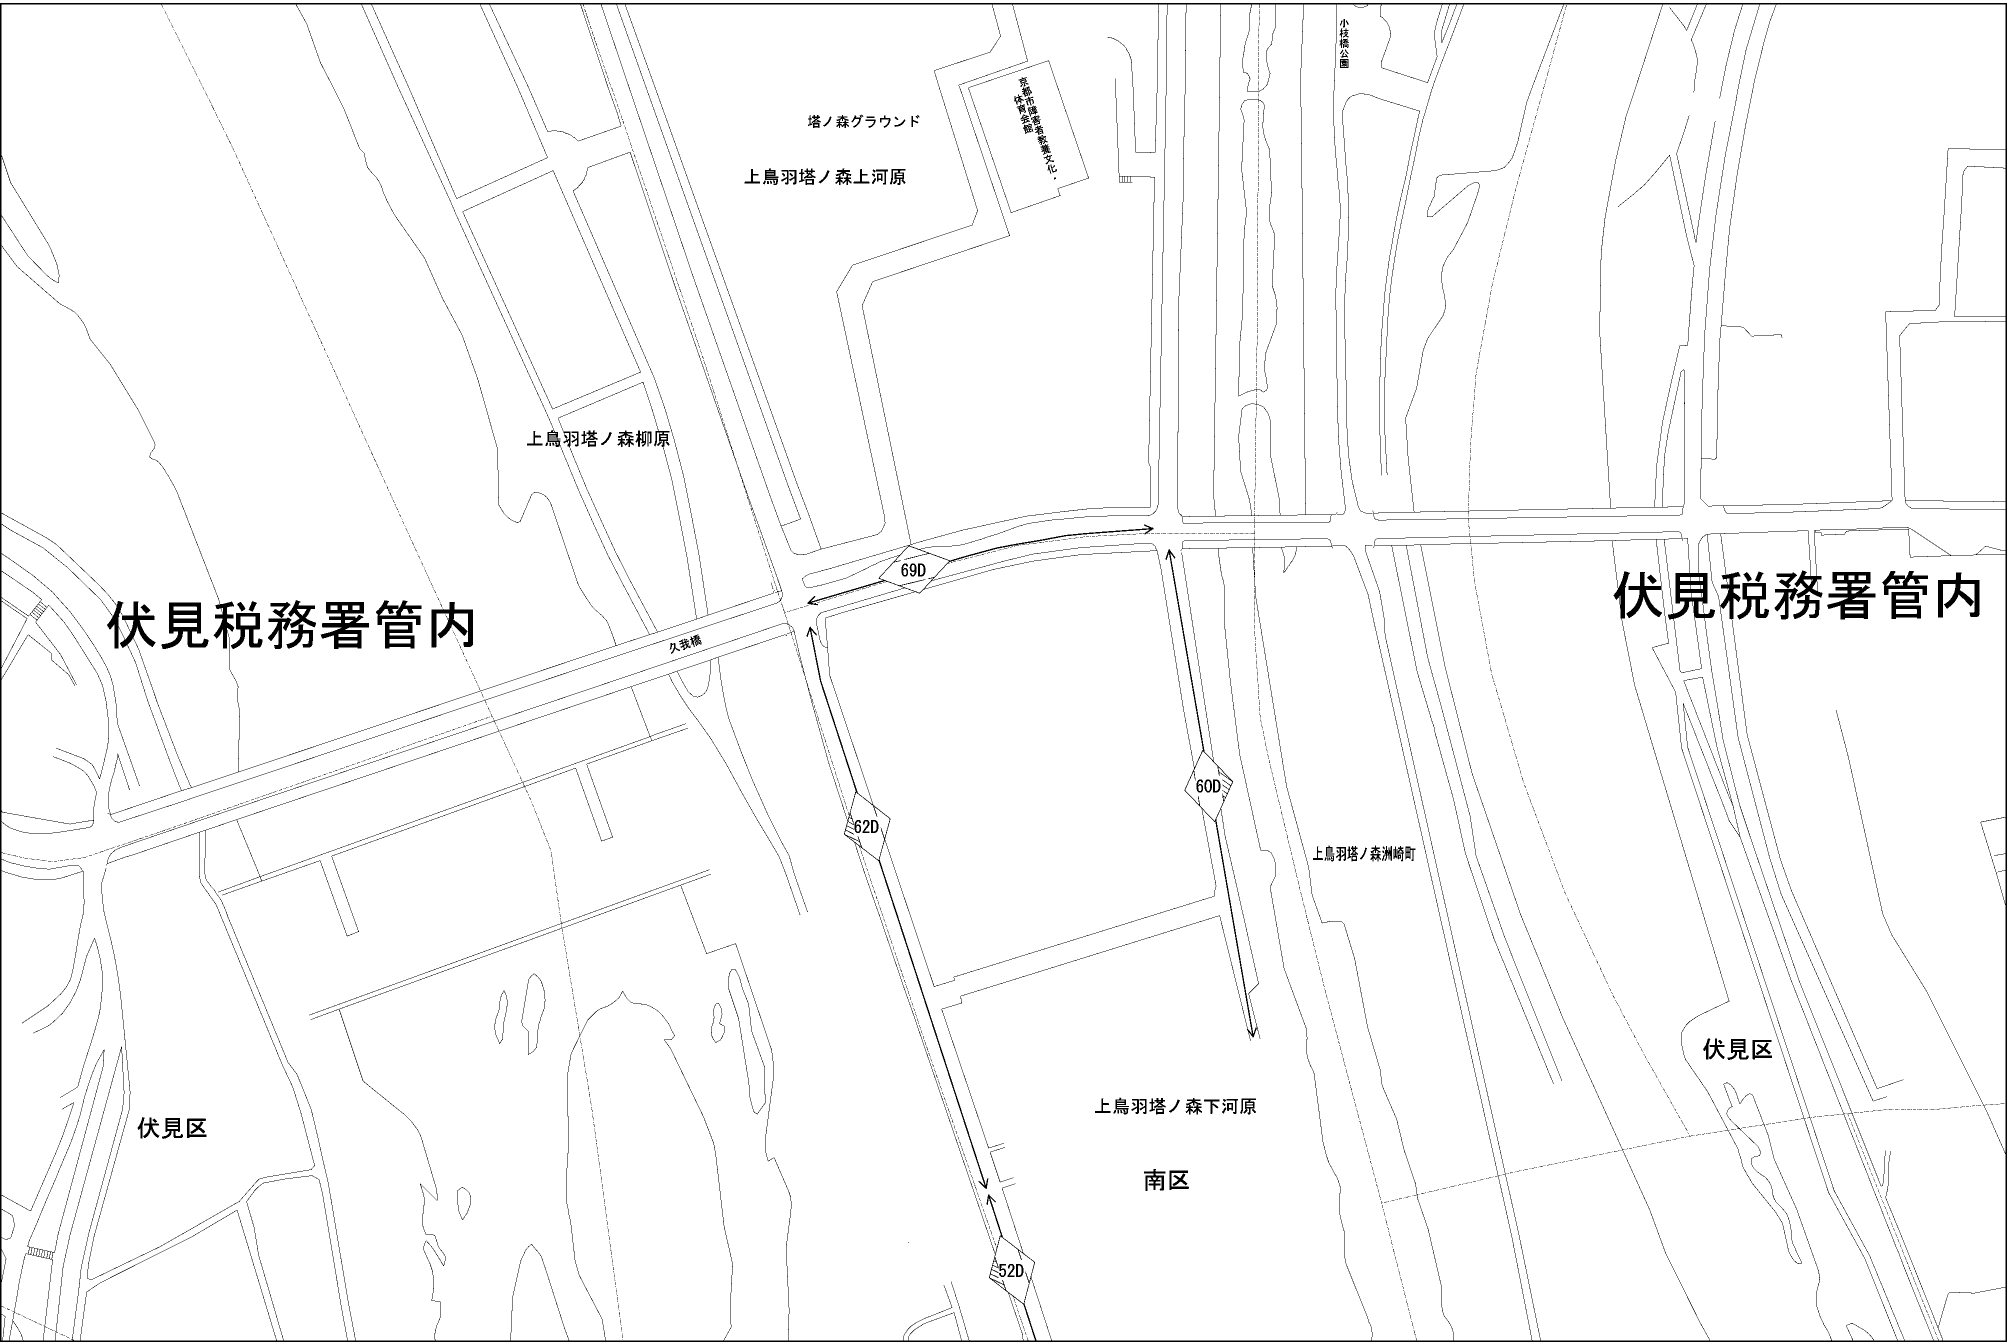 小枝橋公園
京都市障害者教養文化・
体育会館
塔ノ森グラウンド
上鳥羽塔ノ森上河原
上鳥羽塔ノ森柳原
69D
伏見税務署管内
伏見税務署管内
久我橋
60D
62D
上鳥羽塔ノ森洲崎町
伏見区
上鳥羽塔ノ森下河原
伏見区
南区
52D